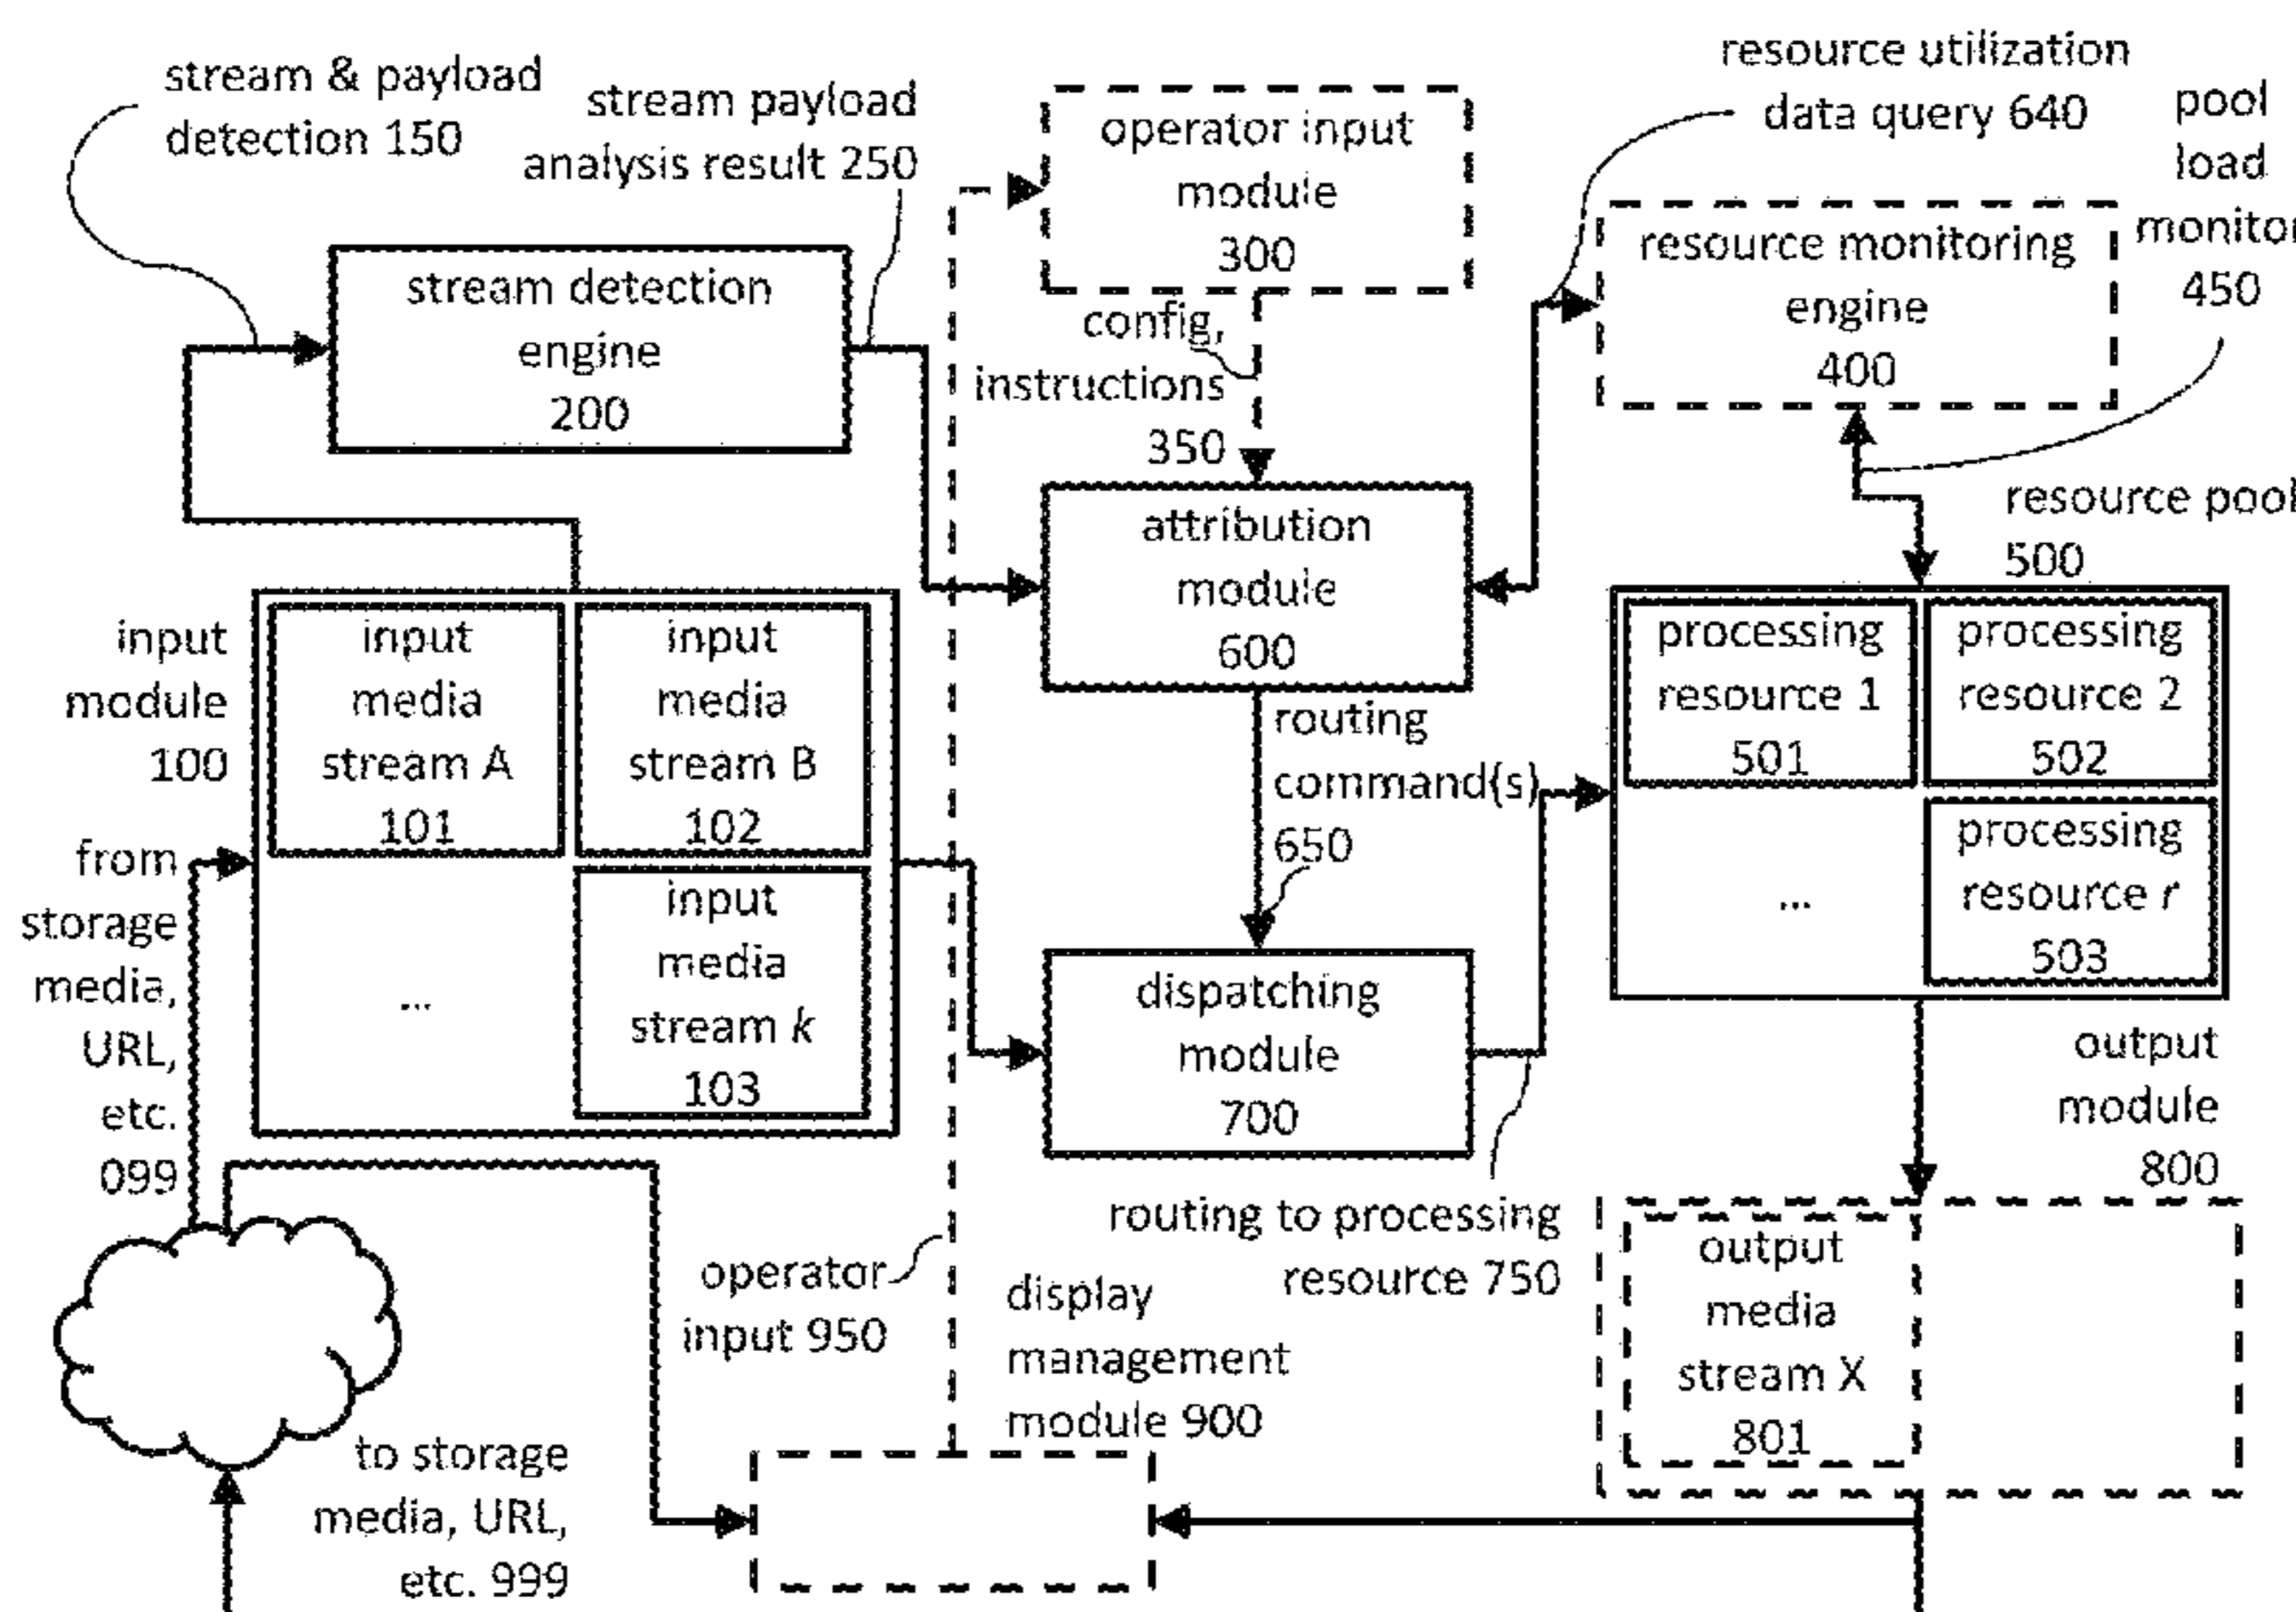 stream & payload
detection 150
stream payload
analysis result 250
operator input
module
300
resource utilization
data query 640
pool
load
monitor
450
resource monitoring
engine
400
stream detection
engine
200
config,
instructions
350
attribution
module
600
resource pool
500
input
module
100
input
media
stream A
101
input
media
stream B
102
...
input
media
stream k
103
processing
resource 1
501
processing
resource 2
502
...
processing
resource r
503
routing
command(s)
650
from
storage
media,
URL,
etc.
099
dispatching
module
700
output
module
800
routing to processing
resource 750
operator
input 950
display
management
module 900
output
media
stream X
801
to storage
media, URL,
etc. 999